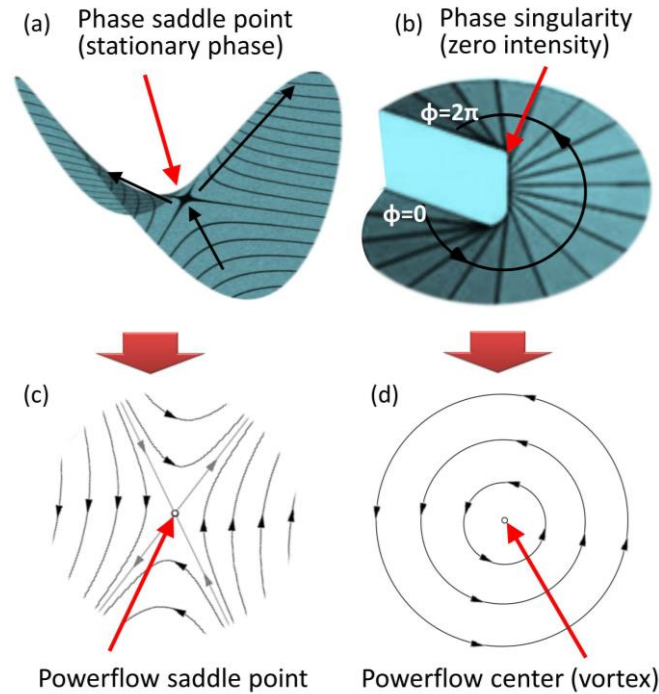 (a)
Phase saddle point
(stationary phase)
(b)
Phase singularity
(zero intensity)
ϕ=2π
ϕ=0
(c)
(d)
Powerflow saddle point
Powerflow center (vortex)